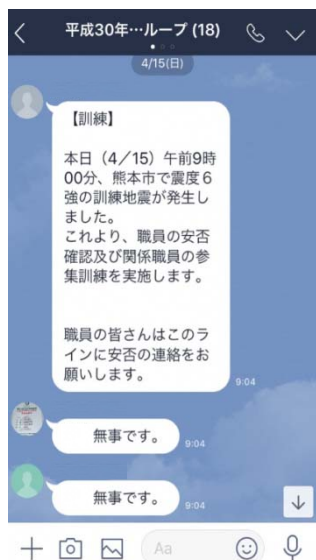 平成30年…ループ (18)
4/15(日)
【訓練】
本日（4／15）午前9時
00分、熊本市で震度６
強の訓練地震が発生し
ました。
これより、職員の安否
確認及び関係職員の参
集訓練を実施します。
職員の皆さんはこのラ
インに安否の連絡をお
願いします。
9:04
無事です。
9:04
無事です。
9:04
Aa